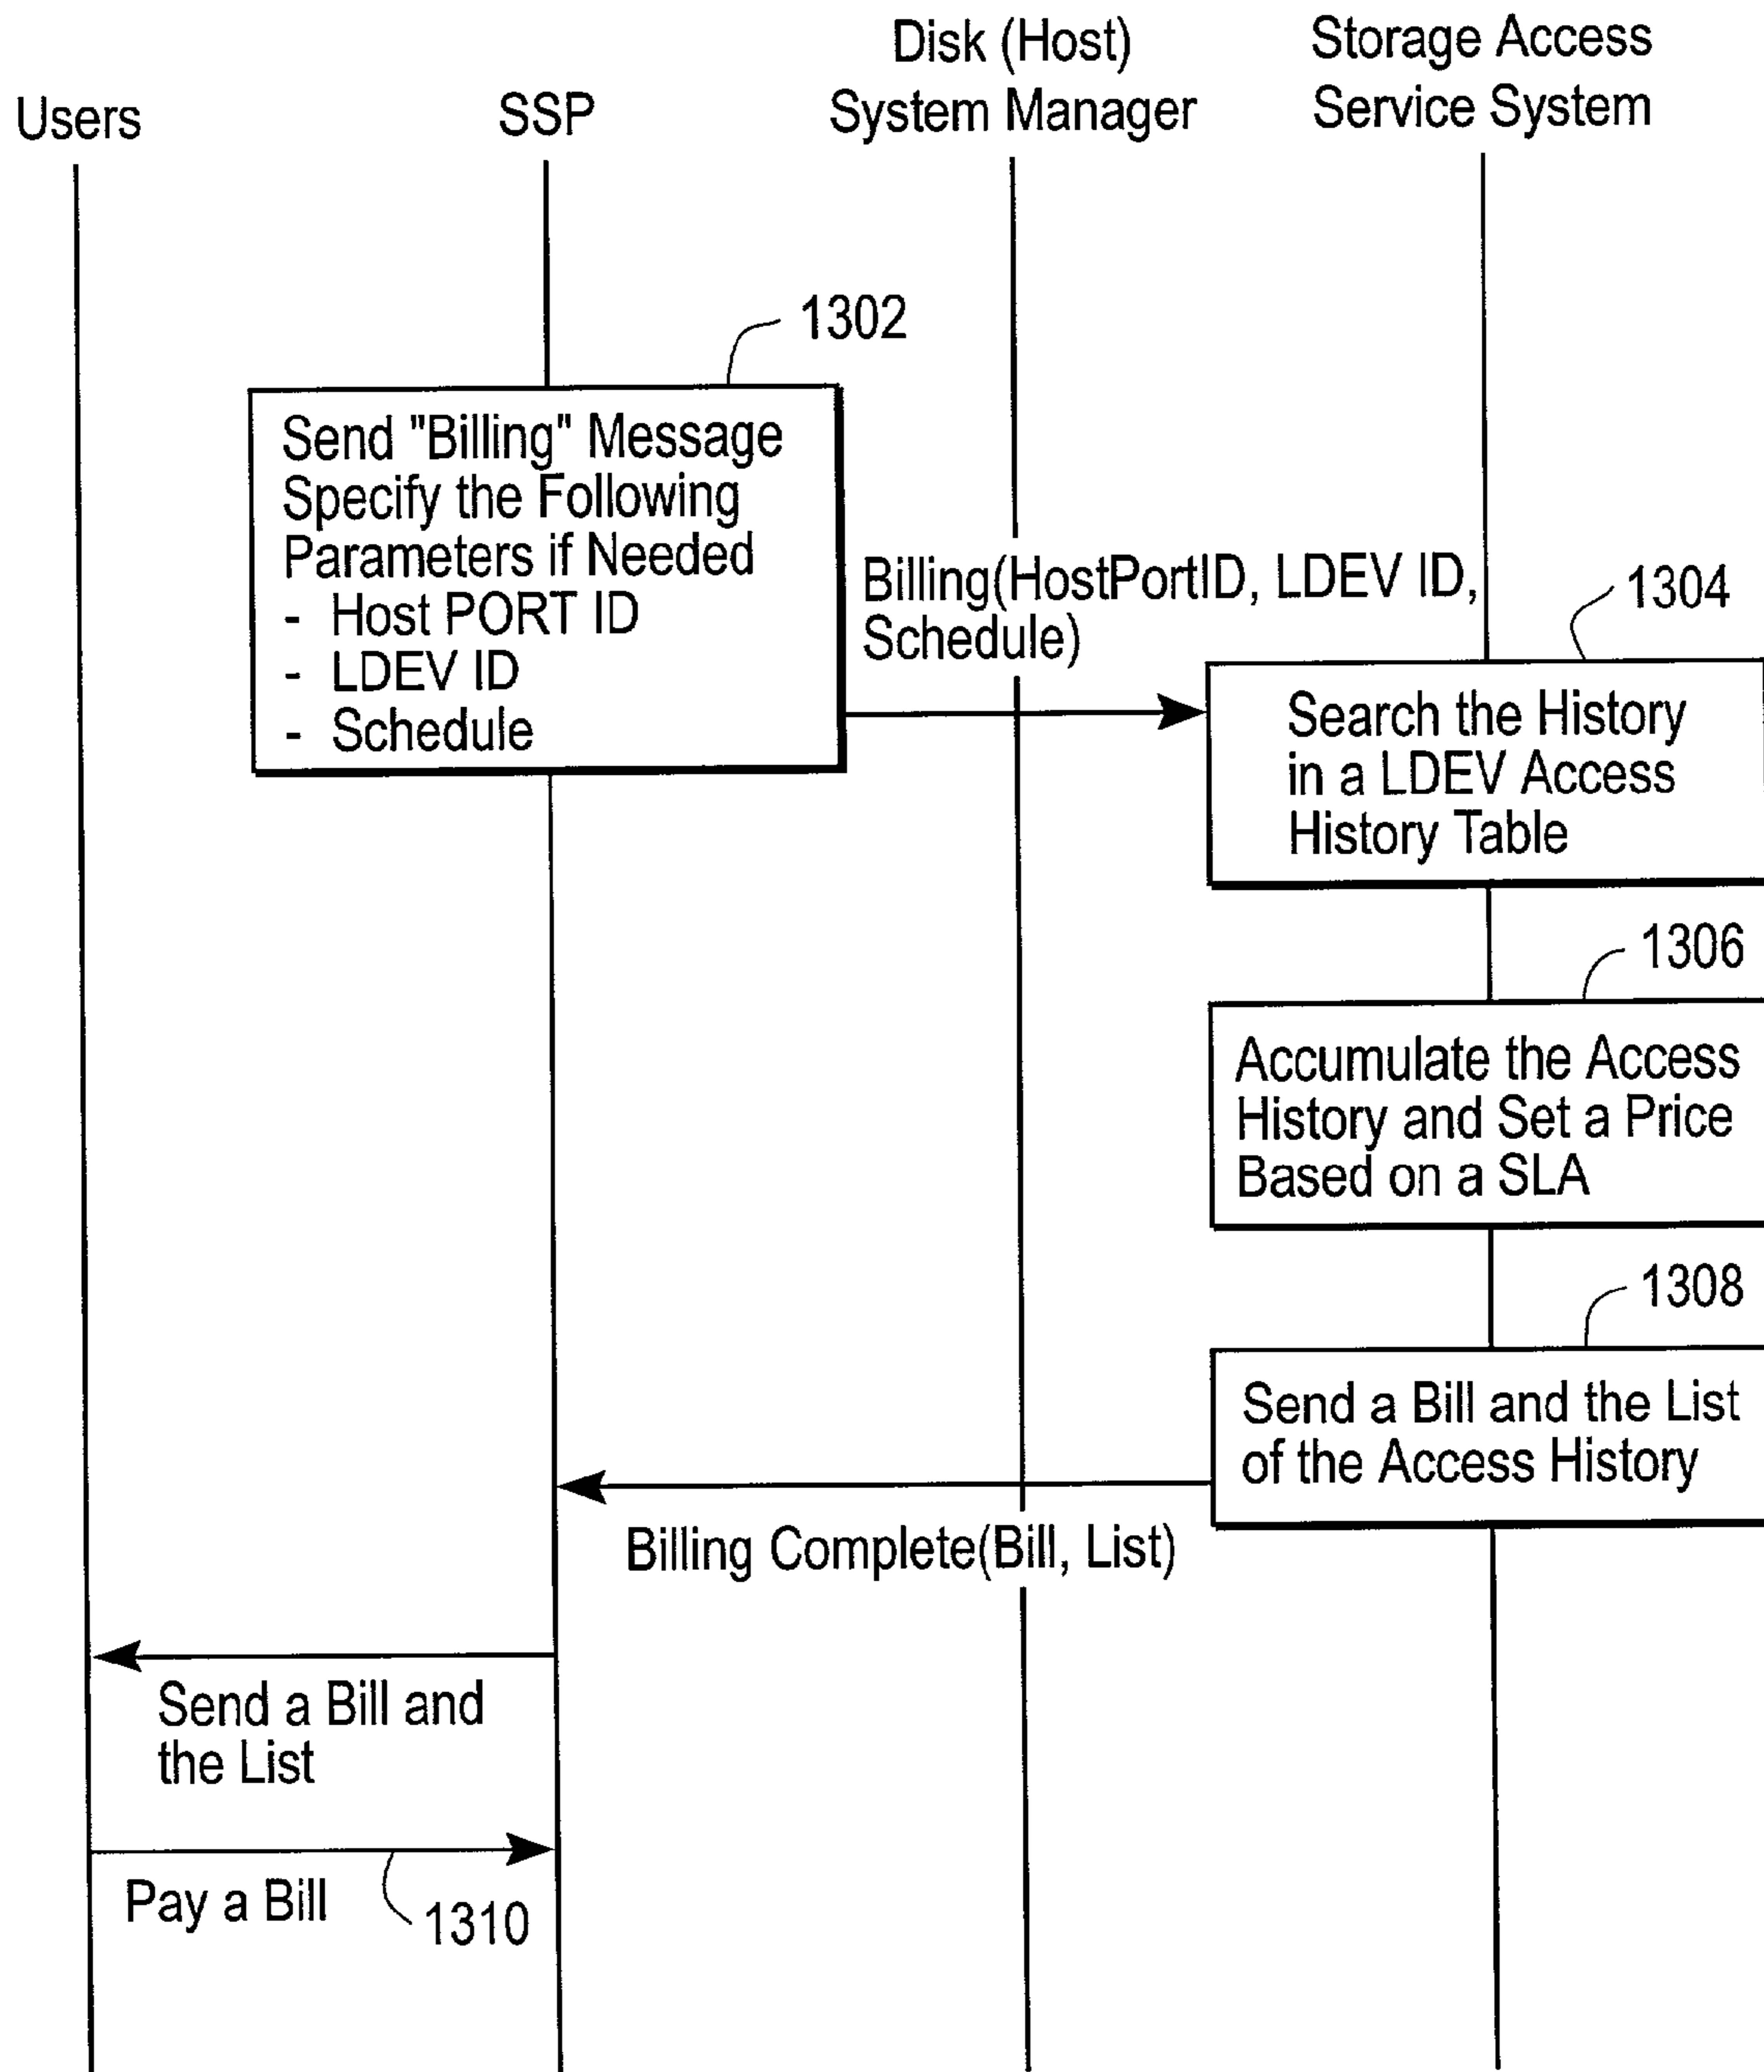 Users
SSP
Disk (Host)
System Manager
Storage Access
Service System
1302
Send "Billing" Message
Specify the Following
Parameters if Needed
- Host PORT ID
- LDEV ID
- Schedule
Billing(HostPortID, LDEV ID,
Schedule)
1304
Search the History
in a LDEV Access
History Table
1306
Accumulate the Access
History and Set a Price
Based on a SLA
1308
Send a Bill and the List
of the Access History
Billing Complete(Bill, List)
Send a Bill and
the List
Pay a Bill
1310